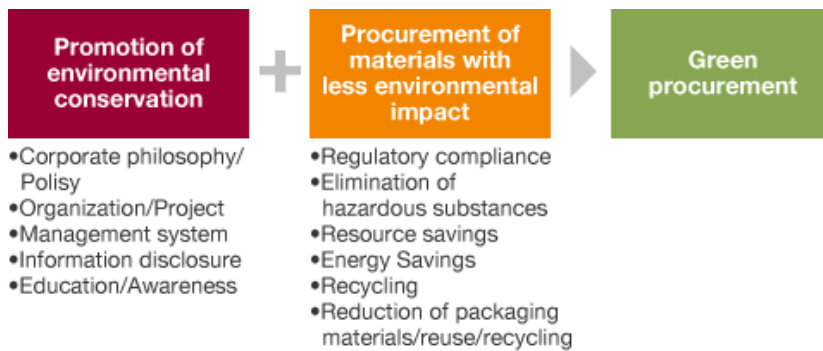 Promotion of
environmental
conservation
•Corporate philosophy/
Polisy
•Organization/Project
•Management system
•Information disclosure
•Education/Awareness
+
Procurement of
materials with
less environmental
impact
•Regulatory compliance
•Elimination of
hazardous substances
•Resource savings
•Energy Savings
•Recycling
•Reduction of packaging
materials/reuse/recycling
Green
procurement